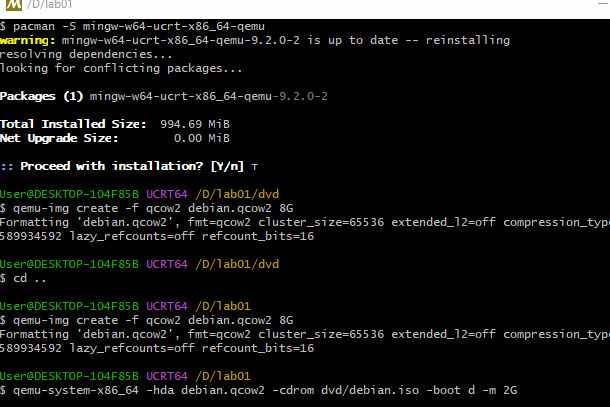 /D/lab01
$ pacman -S mingw-w64-ucrt-x86_64-qemu
warning: mingw-w64-ucrt-x86_64-qemu-9.2.0-2 is up to date -- reinstalling
resolving dependencies...
looking for conflicting packages...
Packages (1) mingw-w64-ucrt-x86_64-qemu-9.2.0-2
Total Installed Size:  994.69 MiB
Net Upgrade Size:        0.00 MiB
:: Proceed with installation? [Y/n] т
User@DESKTOP-104F85B UCRT64 /D/lab01/dvd
$ qemu-img create -f qcow2 debian.qcow2 8G
Formatting 'debian.qcow2', fmt=qcow2 cluster_size=65536 extended_l2=off compression_type
589934592 lazy_refcounts=off refcount_bits=16
User@DESKTOP-104F85B UCRT64 /D/lab01/dvd
$ cd ..
User@DESKTOP-104F85B UCRT64 /D/lab01
$ qemu-img create -f qcow2 debian.qcow2 8G
Formatting 'debian.qcow2', fmt=qcow2 cluster_size=65536 extended_l2=off compression_type
589934592 lazy_refcounts=off refcount_bits=16
User@DESKTOP-104F85B UCRT64 /D/lab01
$ qemu-system-x86_64 -hda debian.qcow2 -cdrom dvd/debian.iso -boot d -m 2G